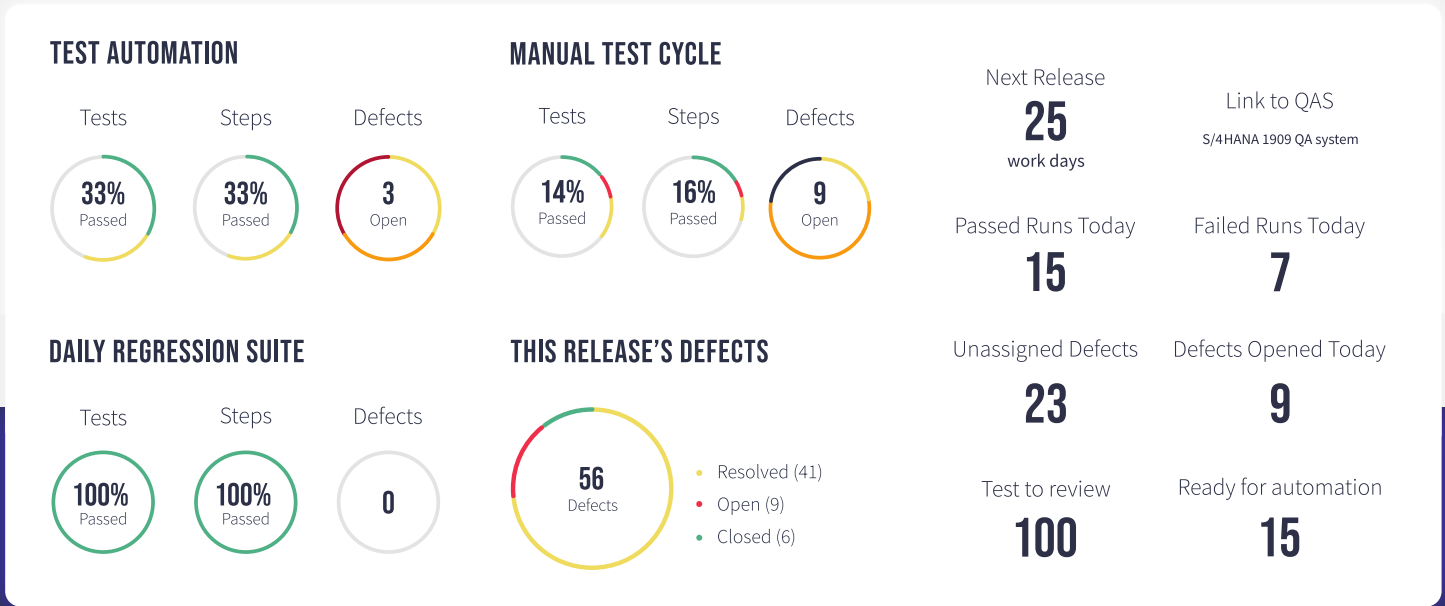 TEST AUTOMATION
Tests
Steps
Defects
33%
Passed
33%
Passed
3
Open
MANUAL TEST CYCLE
Tests
Steps
Defects
14%
Passed
16%
Passed
9
Open
Next Release
25
work days
Link to QAS
S/4HANA 1909 QA system
Passed Runs Today
15
Failed Runs Today
7
DAILY REGRESSION SUITE
Tests
Steps
Defects
100%
Passed
100%
Passed
0
THIS RELEASE’S DEFECTS
56
Defects
Resolved (41)
Open (9)
Closed (6)
Unassigned Defects
23
Defects Opened Today
9
Test to review
100
Ready for automation
15